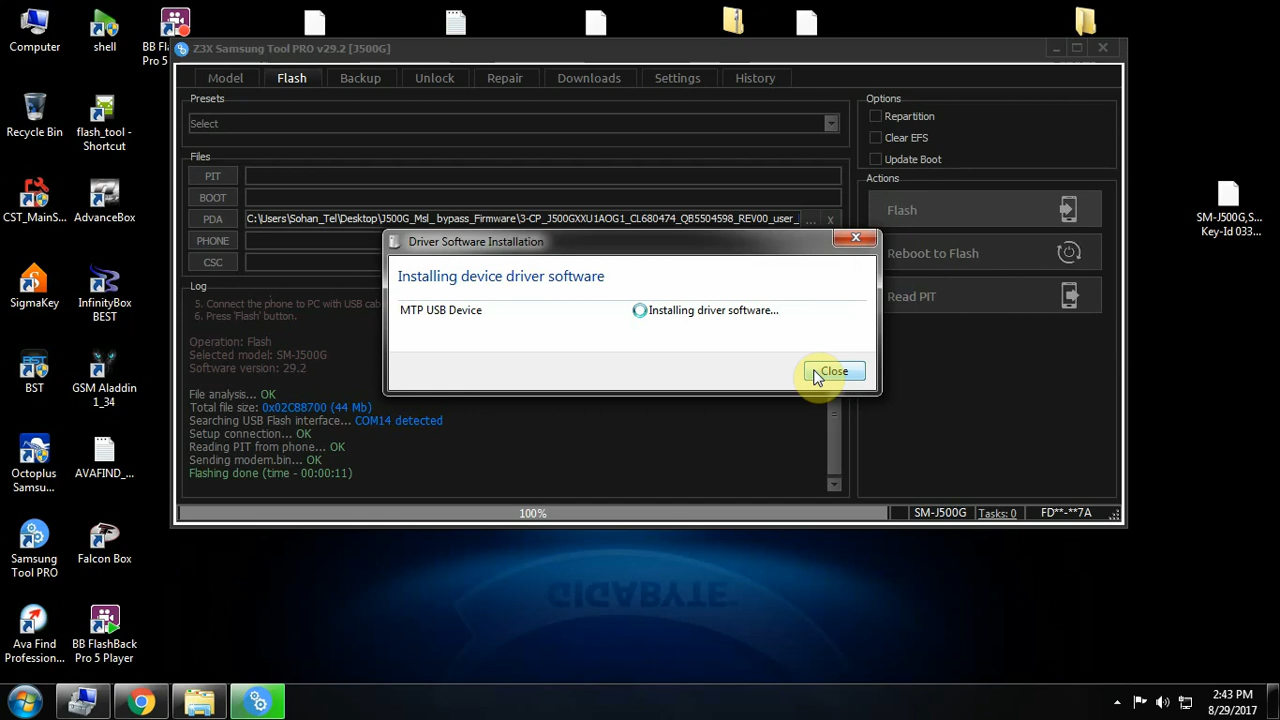 Computer
shell
BB Fl
Pro 5
Z3X Samsung Tool PRO v29.2 [J500G]
Model
Flash
Backup
Unlock
Repair
Downloads
Settings
History
Presets
Select
Options
Repartition
Clear EFS
Update Boot
Files
PIT
BOOT
PDA
C:\Users\Sohan_Tel\Desktop\J500G_Msl_ bypass_Firmware\3-CP_J500GXXU1AOG1_CL680474_QB5504598_REV00_user_
...
x
PHONE
CSC
Actions
Flash
Reboot to Flash
Read PIT
Log
5. Connect the phone to PC with USB cab
6. Press 'Flash' button.
Operation: Flash
Selected model: SM-J500G
Software version: 29.2
File analysis... OK
Total file size: 0x02C88700 (44 Mb)
Searching USB Flash interface... COM14 detected
Setup connection... OK
Reading PIT from phone... OK
Sending modem.bin... OK
Flashing done (time - 00:00:11)
100%
SM-J500G
Tasks: 0
FD**-**7A
Driver Software Installation
Installing device driver software
MTP USB Device
Installing driver software...
Close
Recycle Bin
flash_tool -
Shortcut
CST_MainS...
AdvanceBox
SigmaKey
InfinityBox
BEST
BST
GSM Aladdin
1_34
Octoplus
Samsu...
AVAFIND_...
Samsung
Tool PRO
Falcon Box
Ava Find
Profession...
BB FlashBack
Pro 5 Player
SM-J500G,S...
Key-Id 033...
GIGABYTE
2:43 PM
8/29/2017